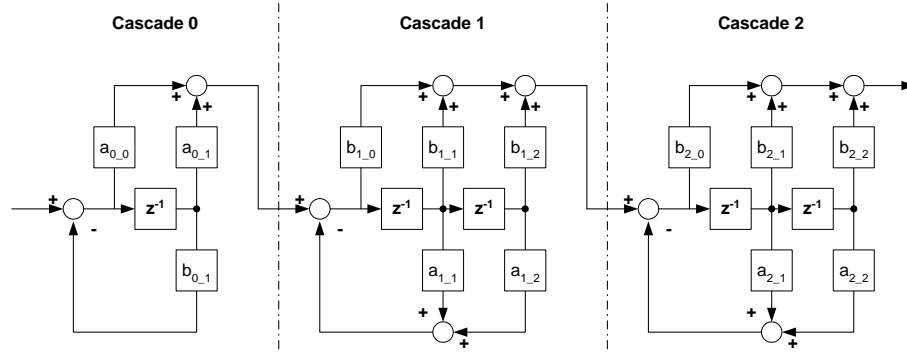 Cascade 0
Cascade 1
Cascade 2
+
+
+
+
+
+
+
+
+
+
a0_0
a0_1
b1_0
b1_1
b1_2
b2_0
b2_1
b2_2
+
z-1
+
z-1
z-1
+
z-1
z-1
-
-
-
b0_1
a1_1
a1_2
a2_1
a2_2
+
+
+
+